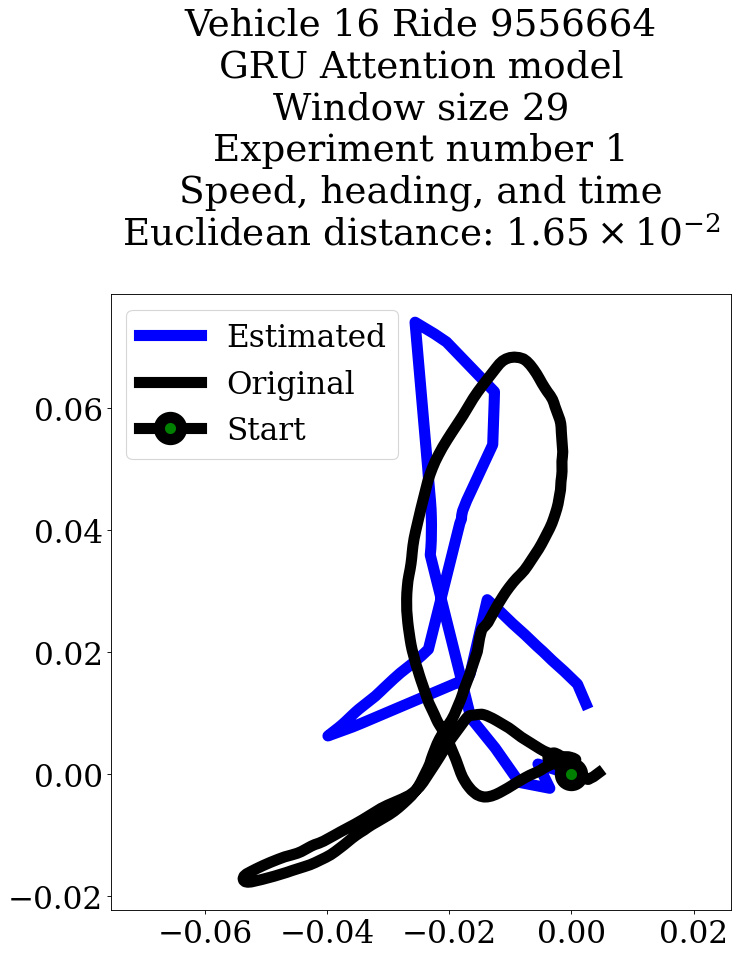 Vehicle 16 Ride 9556664
GRU Attention model
Window size 29
Experiment number 1
Speed, heading, and time
Euclidean distance: 1.65 × 10⁻²
Estimated
Original
Start
0.06
0.04
0.02
0.00
−0.02
−0.06 −0.04 −0.02 0.00 0.02